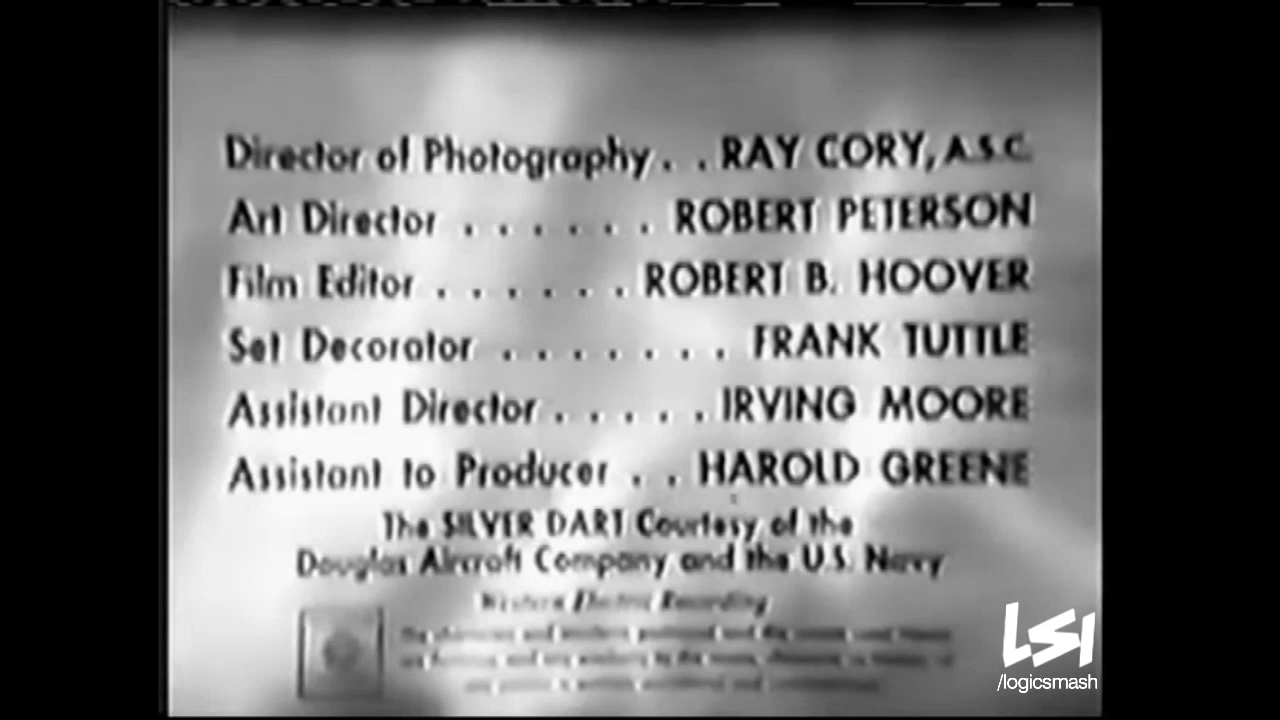 Director of Photography . . RAY CORY, A.S.C.
Art Director . . . . . . ROBERT PETERSON
Film Editor . . . . . . ROBERT B. HOOVER
Set Decorator . . . . . . . FRANK TUTTLE
Assistant Director . . . . . IRVING MOORE
Assistant to Producer . . HAROLD GREENE
The SILVER DART Courtesy of the
Douglas Aircraft Company and the U.S. Navy
Western Electric Recording
LSI
/logicsmash